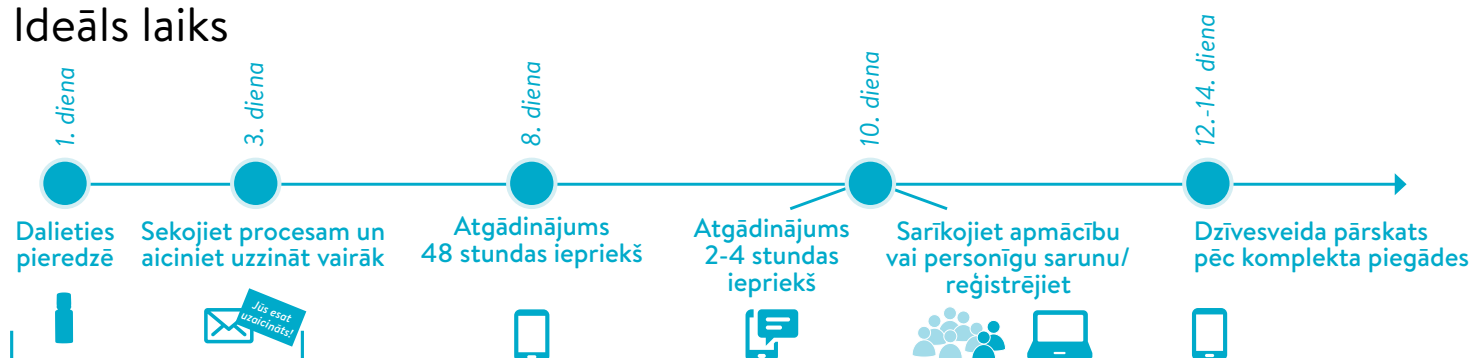 Ideāls laiks
1. diena
3. diena
8. diena
10. diena
12.-14. diena
Dalieties
pieredzē
Sekojiet procesam un
aiciniet uzzināt vairāk
Atgādinājums
48 stundas iepriekš
Atgādinājums
2-4 stundas
iepriekš
Sarīkojiet apmācību
vai personīgu sarunu/
reģistrējiet
Dzīvesveida pārskats
pēc komplekta piegādes
Jūs esat
uzaicināts!